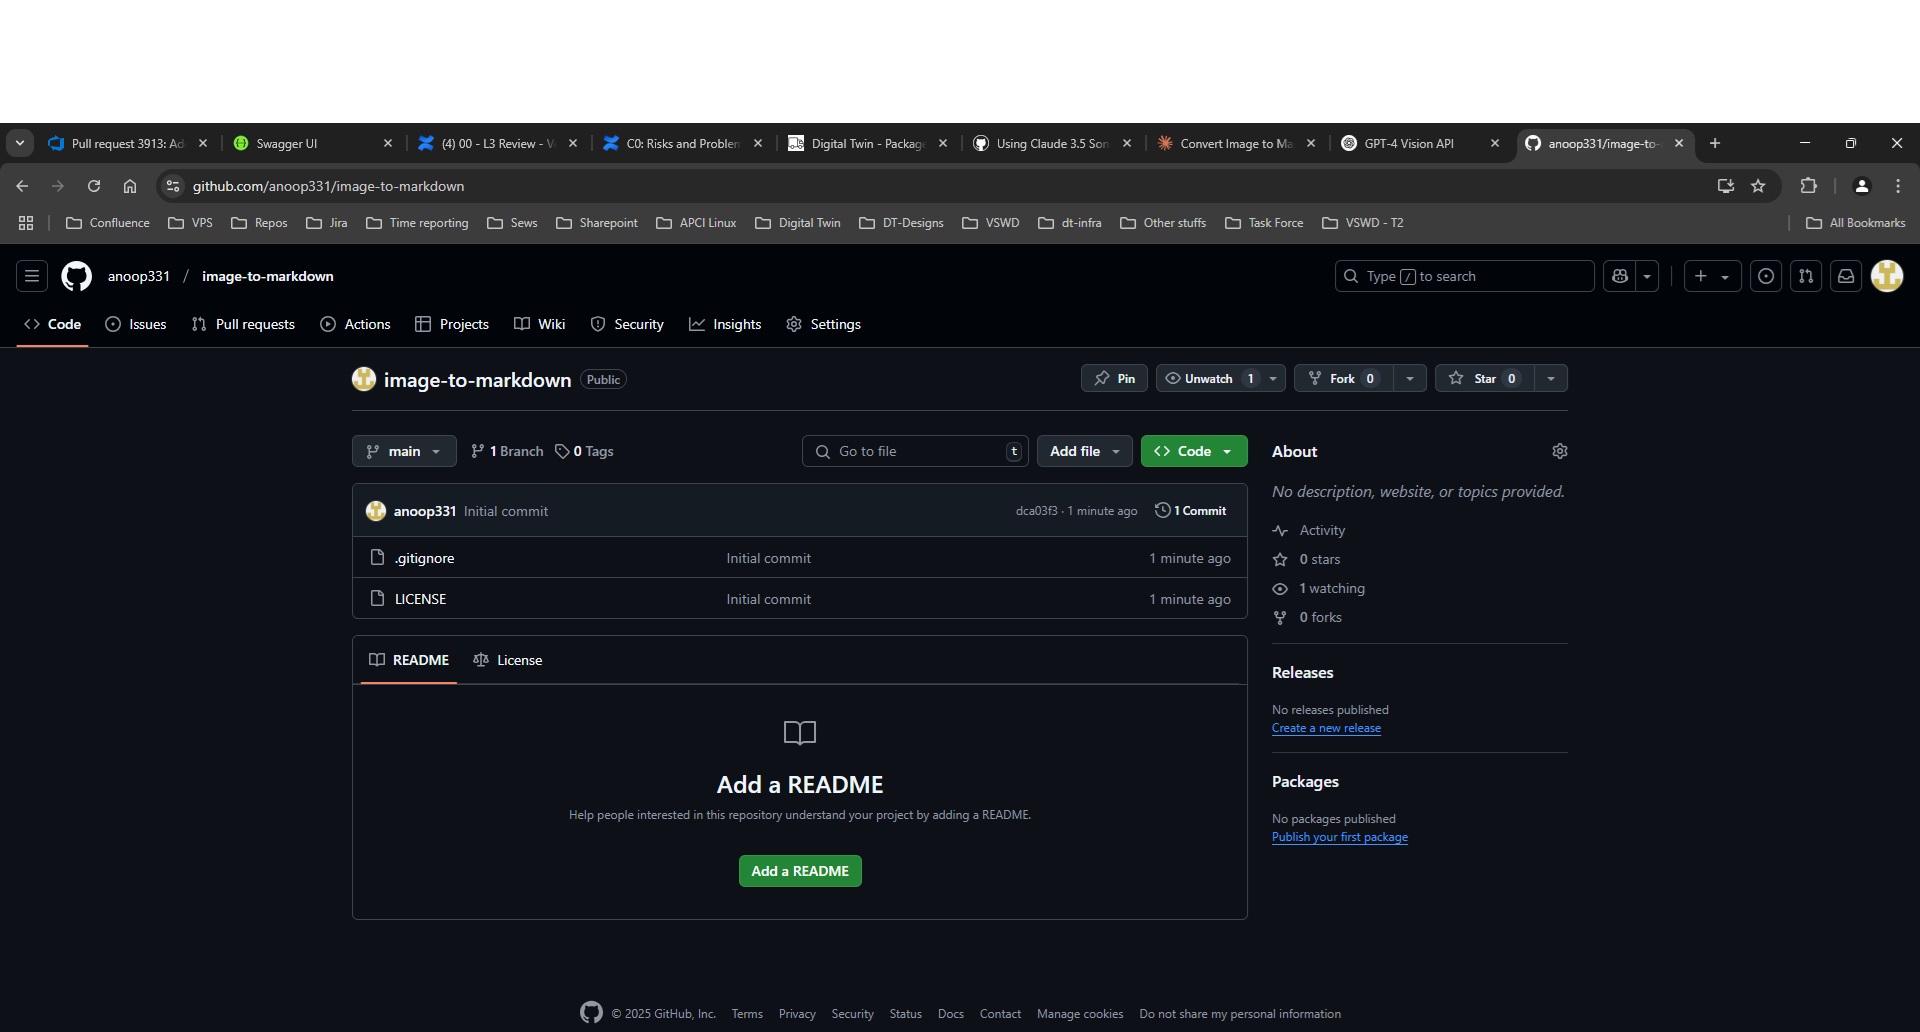 Pull request 3913: Ad
Swagger UI
(4) 00 - L3 Review - V
C0: Risks and Problem
Digital Twin - Package
Using Claude 3.5 Son
Convert Image to Ma
GPT-4 Vision API
anoop331/image-to-
github.com/anoop331/image-to-markdown
Confluence VPS Repos Jira Time reporting Sews Sharepoint APCI Linux Digital Twin DT-Designs VSWD dt-infra Other stuffs Task Force VSWD - T2 All Bookmarks
anoop331 / image-to-markdown
Type / to search
Code Issues Pull requests Actions Projects Wiki Security Insights Settings
image-to-markdown Public
Pin Unwatch 1 Fork 0 Star 0
main 1 Branch 0 Tags
Go to file t Add file Code
anoop331 Initial commit dca03f3 · 1 minute ago 1 Commit
.gitignore Initial commit 1 minute ago
LICENSE Initial commit 1 minute ago
README License
Add a README
Help people interested in this repository understand your project by adding a README.
Add a README
About
No description, website, or topics provided.
Activity
0 stars
1 watching
0 forks
Releases
No releases published
Create a new release
Packages
No packages published
Publish your first package
© 2025 GitHub, Inc. Terms Privacy Security Status Docs Contact Manage cookies Do not share my personal information